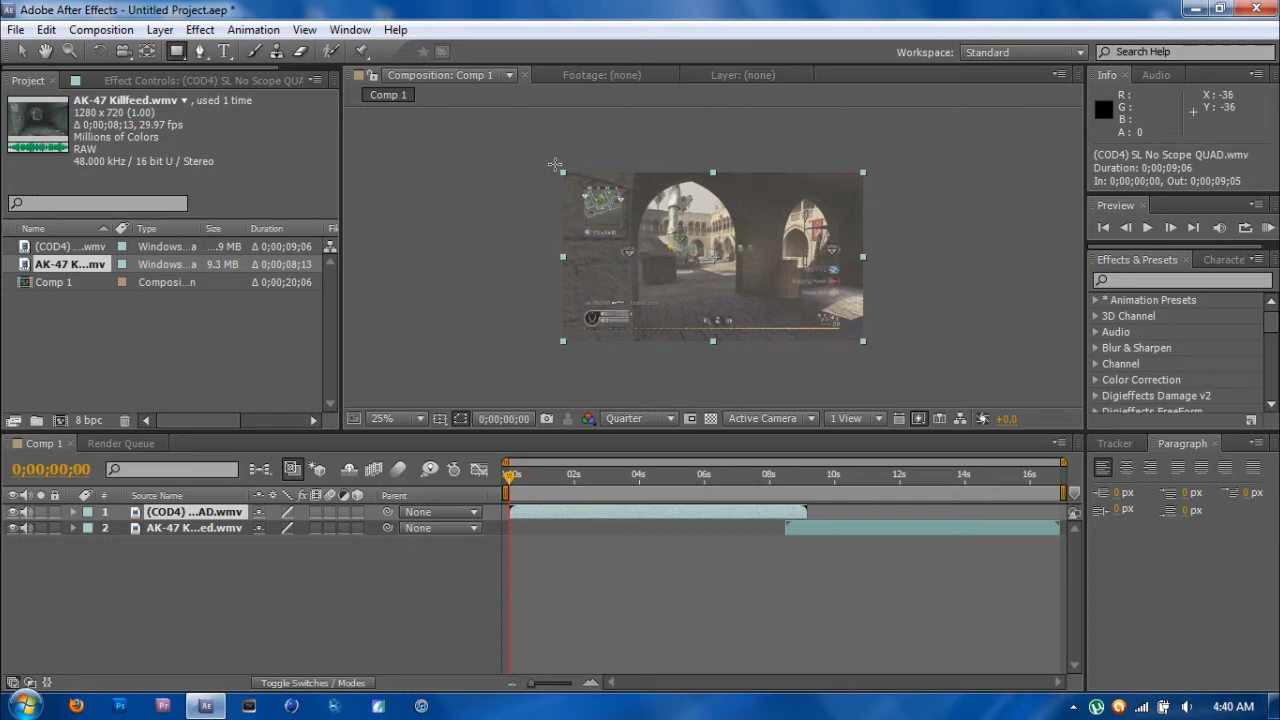 Adobe After Effects - Untitled Project.aep *
File Edit Composition Layer Effect Animation View Window Help
Workspace: Standard Search Help
Project Effect Controls: (COD4) SL No Scope QUAD
Composition: Comp 1 Footage: (none) Layer: (none)
Info Audio
AK-47 Killfeed.wmv , used 1 time
1280 x 720 (1.00)
Δ 0;00;08;13, 29.97 fps
Millions of Colors
RAW
48.000 kHz / 16 bit U / Stereo
Comp 1
R : X : -36
G : Y : -36
B :
A : 0
(COD4) SL No Scope QUAD.wmv
Duration: 0;00;09;06
In: 0;00;00;00, Out: 0;00;09;05
Preview
Effects & Presets Characte
* Animation Presets
3D Channel
Audio
Blur & Sharpen
Channel
Color Correction
Digieffects Damage v2
Digieffects FreeForm
Name Type Size Duration
(COD4) ....wmv Windows... ...9 MB Δ 0;00;09;06
AK-47 K...mv Windows... 9.3 MB Δ 0;00;08;13
Comp 1 Composi...n Δ 0;00;20;06
8 bpc
25% 0;00;00;00 Quarter Active Camera 1 View +0.0
Comp 1 Render Queue
Tracker Paragraph
0;00;00;00
02s 04s 06s 08s 10s 12s 14s 16s
# Source Name Parent
1 (COD4) ...AD.wmv None
2 AK-47 K...ed.wmv None
0 px 0 px 0 px
0 px 0 px
Toggle Switches / Modes
Ps Pr Ae
4:40 AM